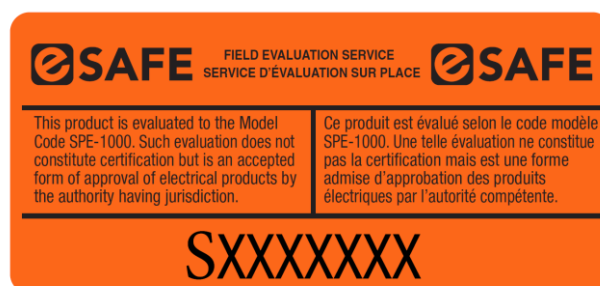 eSAFE FIELD EVALUATION SERVICE eSAFE
SERVICE D'ÉVALUATION SUR PLACE
This product is evaluated to the Model
Code SPE-1000. Such evaluation does not
constitute certification but is an accepted
form of approval of electrical products by
the authority having jurisdiction.
Ce produit est évalué selon le code modèle
SPE-1000. Une telle évaluation ne constitue
pas la certification mais est une forme
admise d'approbation des produits
électriques par l'autorité compétente.
SXXXXXXX